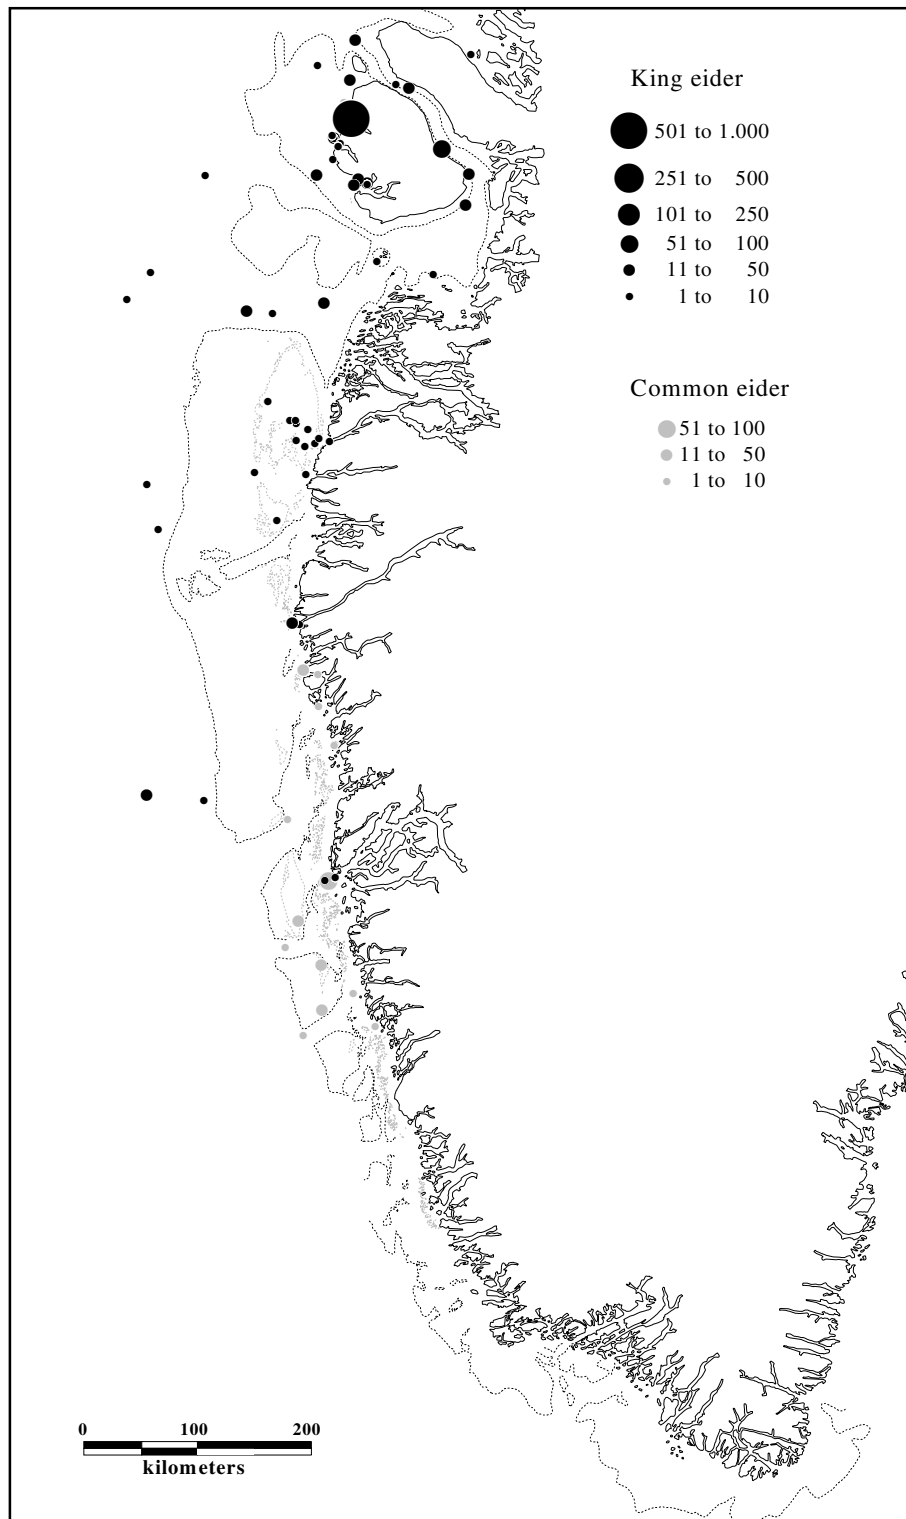 King eider
501 to 1.000
251 to 500
101 to 250
51 to 100
11 to 50
1 to 10
Common eider
51 to 100
11 to 50
1 to 10
0 100 200
kilometers